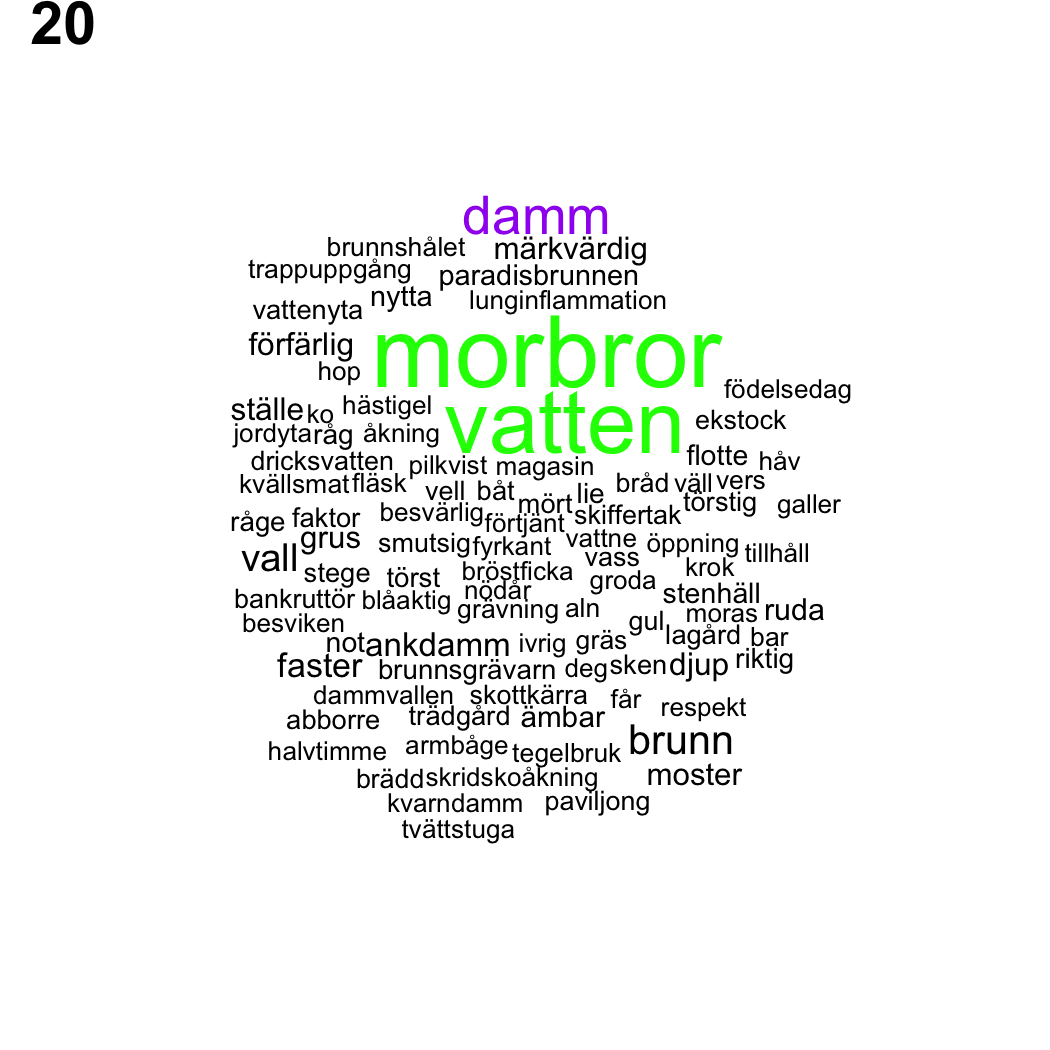 20
damm
brunnshålet märkvärdig
trappuppgång paradisbrunnen
vattenyta nytta lunginflammation
förfärlig morbror
hop födelsedag
ställe ko hästigel vatten ekstock
jordyta råg åkning
dricksvatten pilkvist magasin flotte håv
kvällsmat fläsk vell båt mört lie bråd väll vers
råge faktor besvärlig förtjänt skiffertak törstig galler
vall grus smutsig fyrkant vattne vass öppning tillhåll
stege törst bröstficka nödår groda krok stenhäll
bankruttör blåaktig grävning aln gul moras ruda
besviken not ankdamm ivrig gräs lagård bar
faster brunnsgrävarn deg sken djup riktig
dammvallen skottkärra får respekt
abborre trädgård ämbar brunn
halvtimme armbåge tegelbruk
brädd skridskoåkning moster
kvarndamm paviljong
tvättstuga